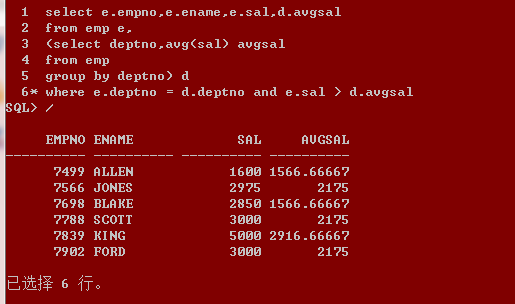 1  select e.empno,e.ename,e.sal,d.avgsal
2  from emp e,
3  (select deptno,avg(sal) avgsal
4  from emp
5  group by deptno) d
6* where e.deptno = d.deptno and e.sal > d.avgsal
SQL> /
EMPNO ENAME             SAL     AVGSAL
---------- ---------- ---------- ----------
7499 ALLEN            1600 1566.66667
7566 JONES            2975       2175
7698 BLAKE            2850 1566.66667
7788 SCOTT            3000       2175
7839 KING             5000 2916.66667
7902 FORD             3000       2175
已选择 6 行。